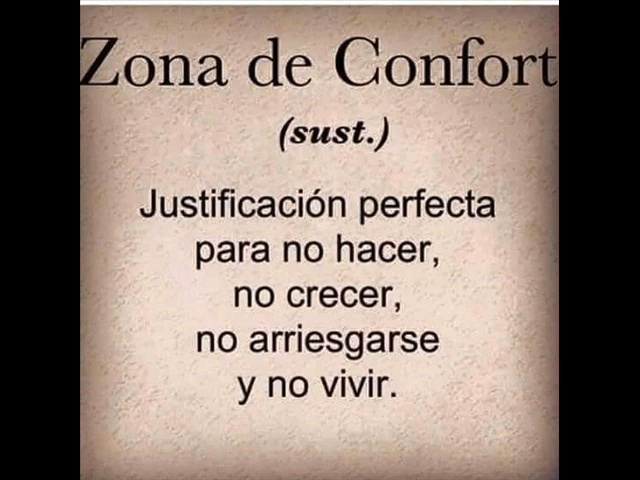 Zona de Confort
(sust.)
Justificación perfecta
para no hacer,
no crecer,
no arriesgarse
y no vivir.